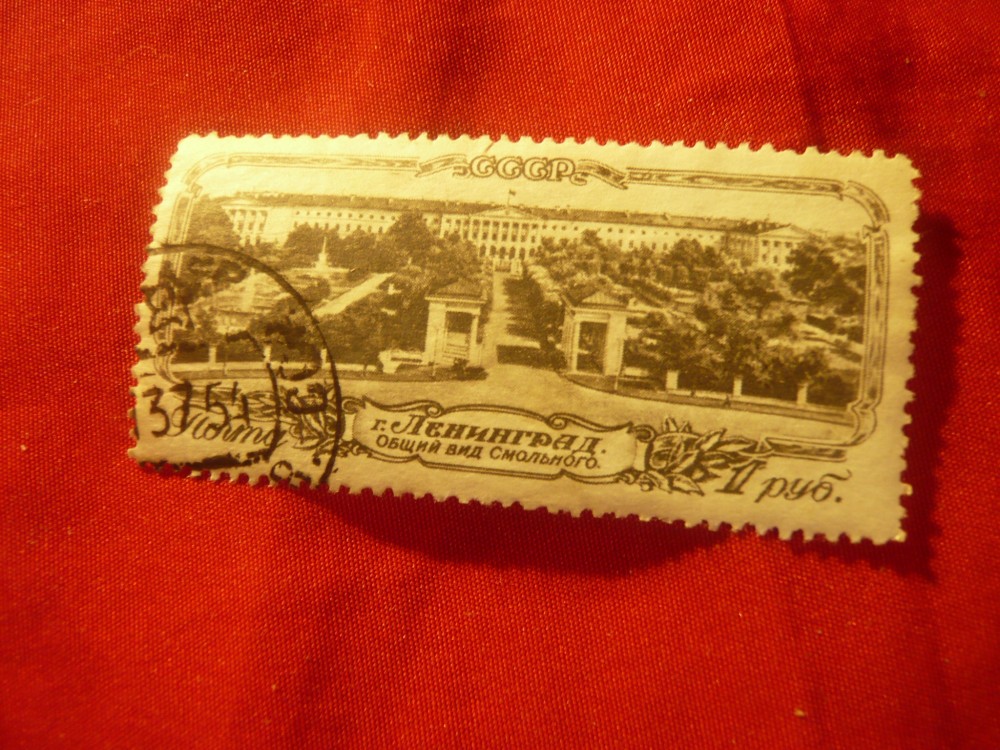 СССР
г. Ленинград.
Общий вид Смольного.
Почта
1 руб.